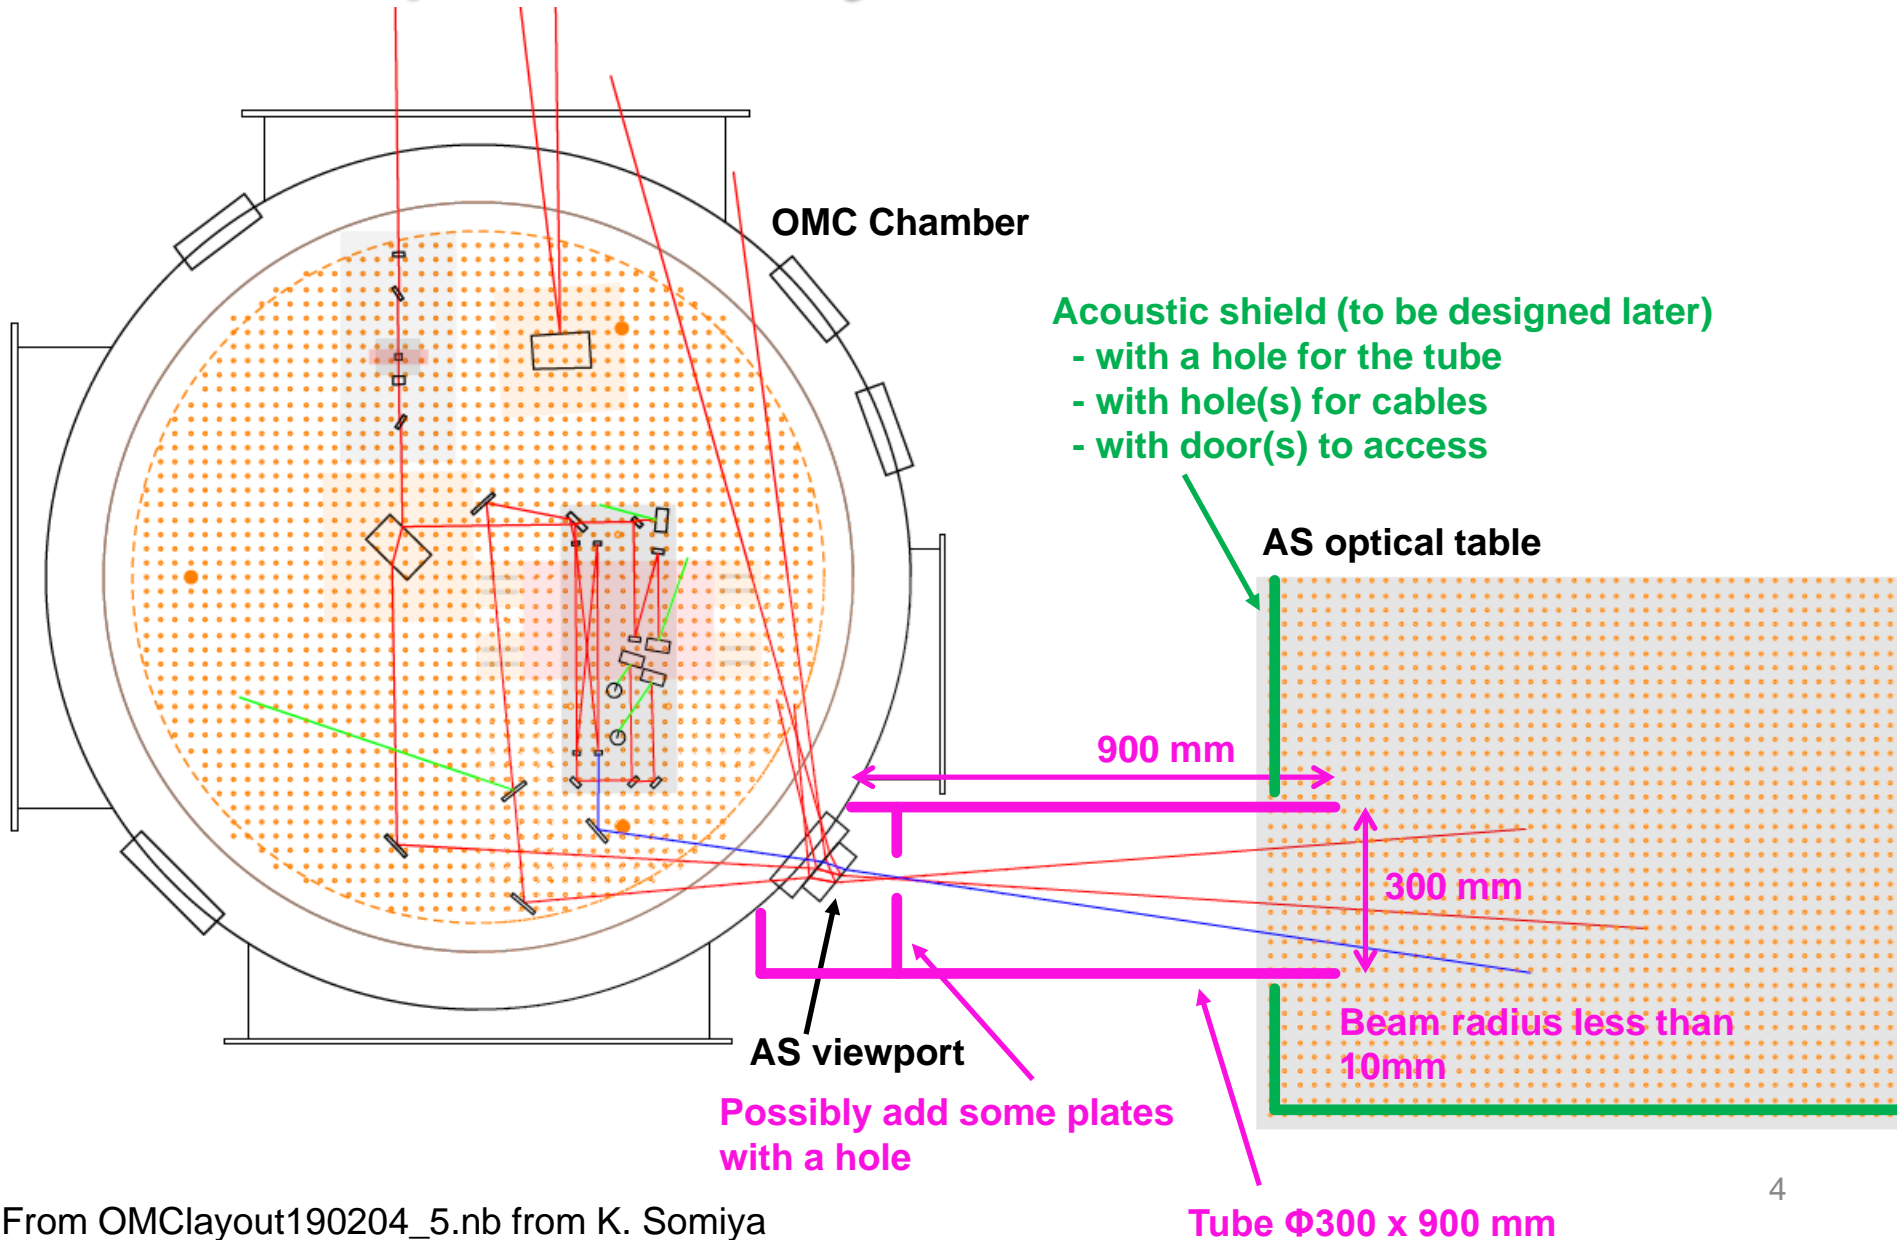 OMC Chamber
Acoustic shield (to be designed later)
- with a hole for the tube
- with hole(s) for cables
- with door(s) to access
AS optical table
900 mm
300 mm
Beam radius less than
10mm
AS viewport
Possibly add some plates
with a hole
4
From OMClayout190204_5.nb from K. Somiya
Tube Φ300 x 900 mm